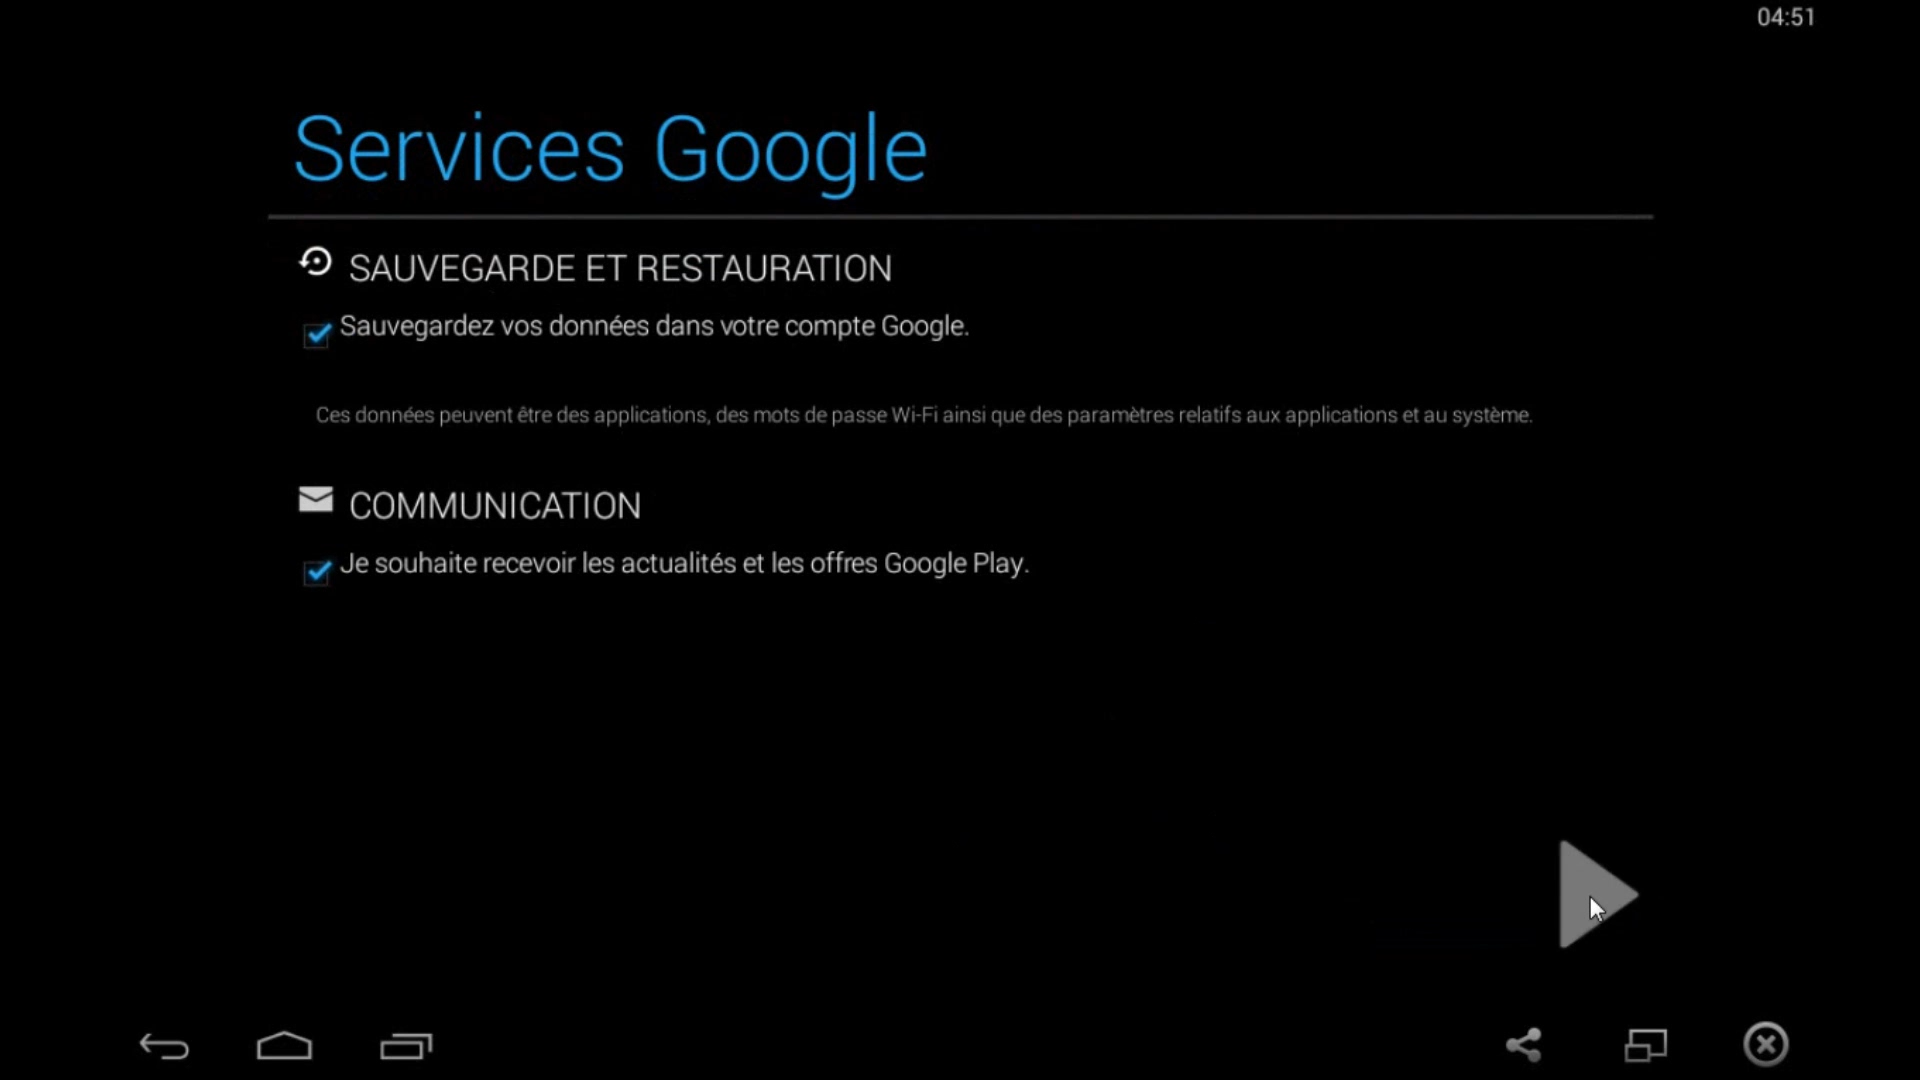 04:51
Services Google
SAUVEGARDE ET RESTAURATION
Sauvegardez vos données dans votre compte Google.
Ces données peuvent être des applications, des mots de passe Wi-Fi ainsi que des paramètres relatifs aux applications et au système.
COMMUNICATION
Je souhaite recevoir les actualités et les offres Google Play.